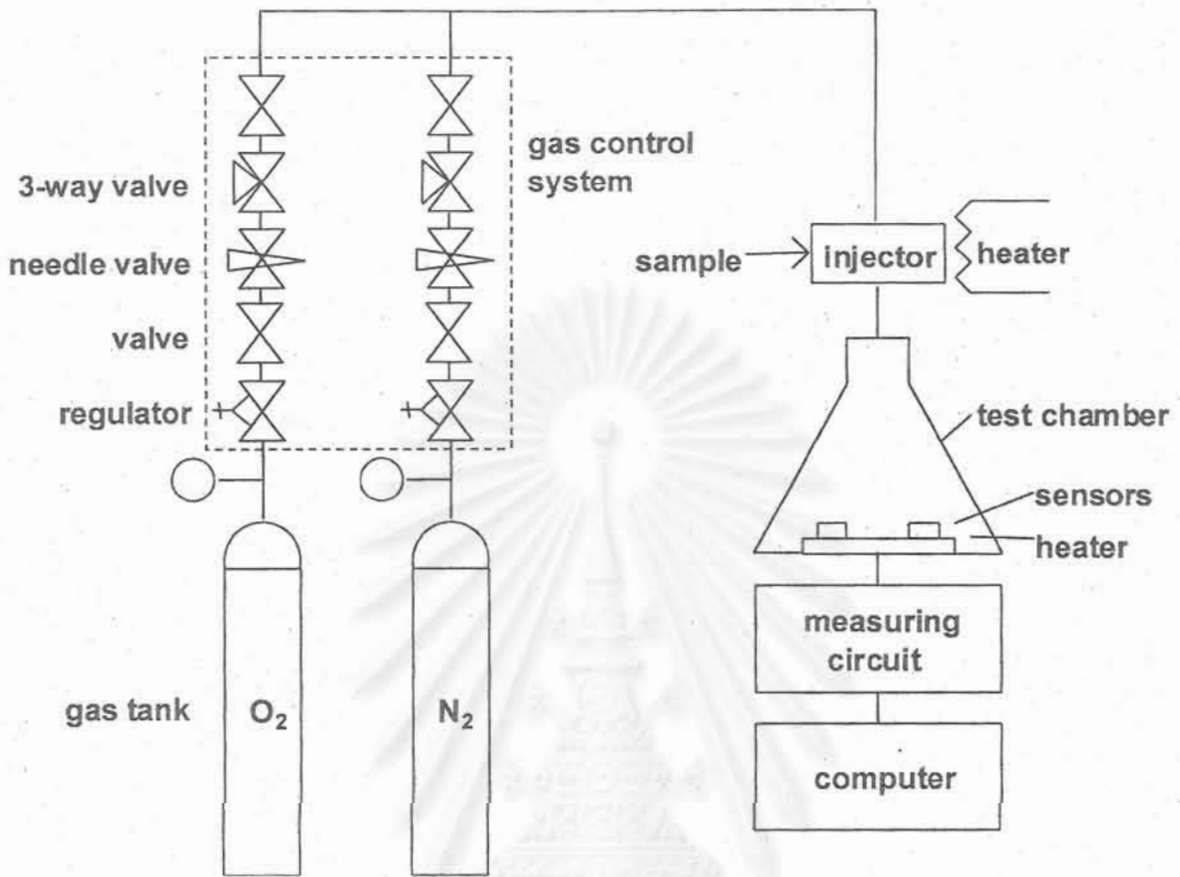 gas control
system
3-way valve
needle valve
valve
regulator
sample
injector
heater
test chamber
sensors
heater
measuring
circuit
gas tank
O₂
N₂
computer